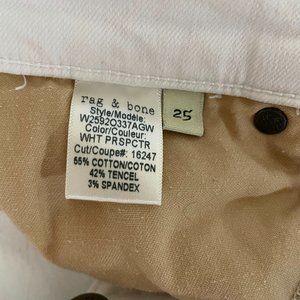 rag & bone
Style/Modèle:
W2592O337AGW
Color/Couleur:
WHT PRSPCTR
Cut/Coupe#: 16247
55% COTTON/COTON
42% TENCEL
3% SPANDEX
25